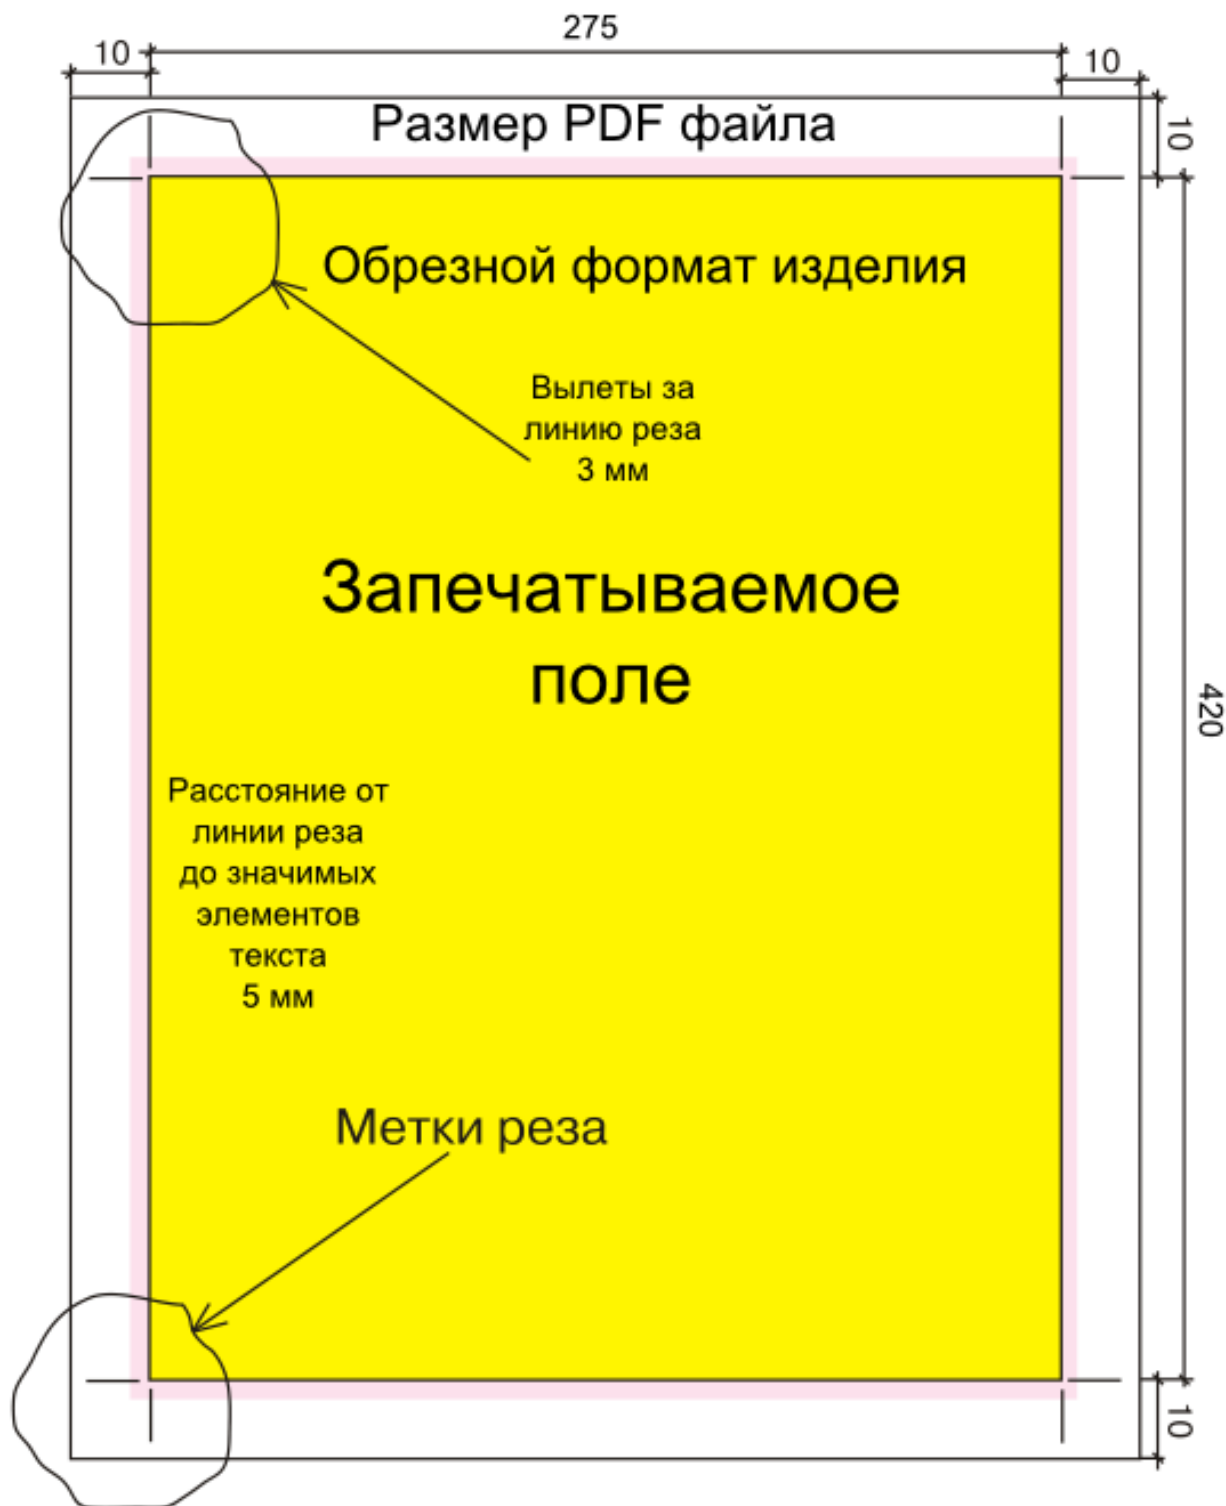 275
10
10
Размер PDF файла
10
Обрезной формат изделия
Вылеты за
линию реза
3 мм
Запечатываемое
поле
420
Расстояние от
линии реза
до значимых
элементов
текста
5 мм
Метки реза
10